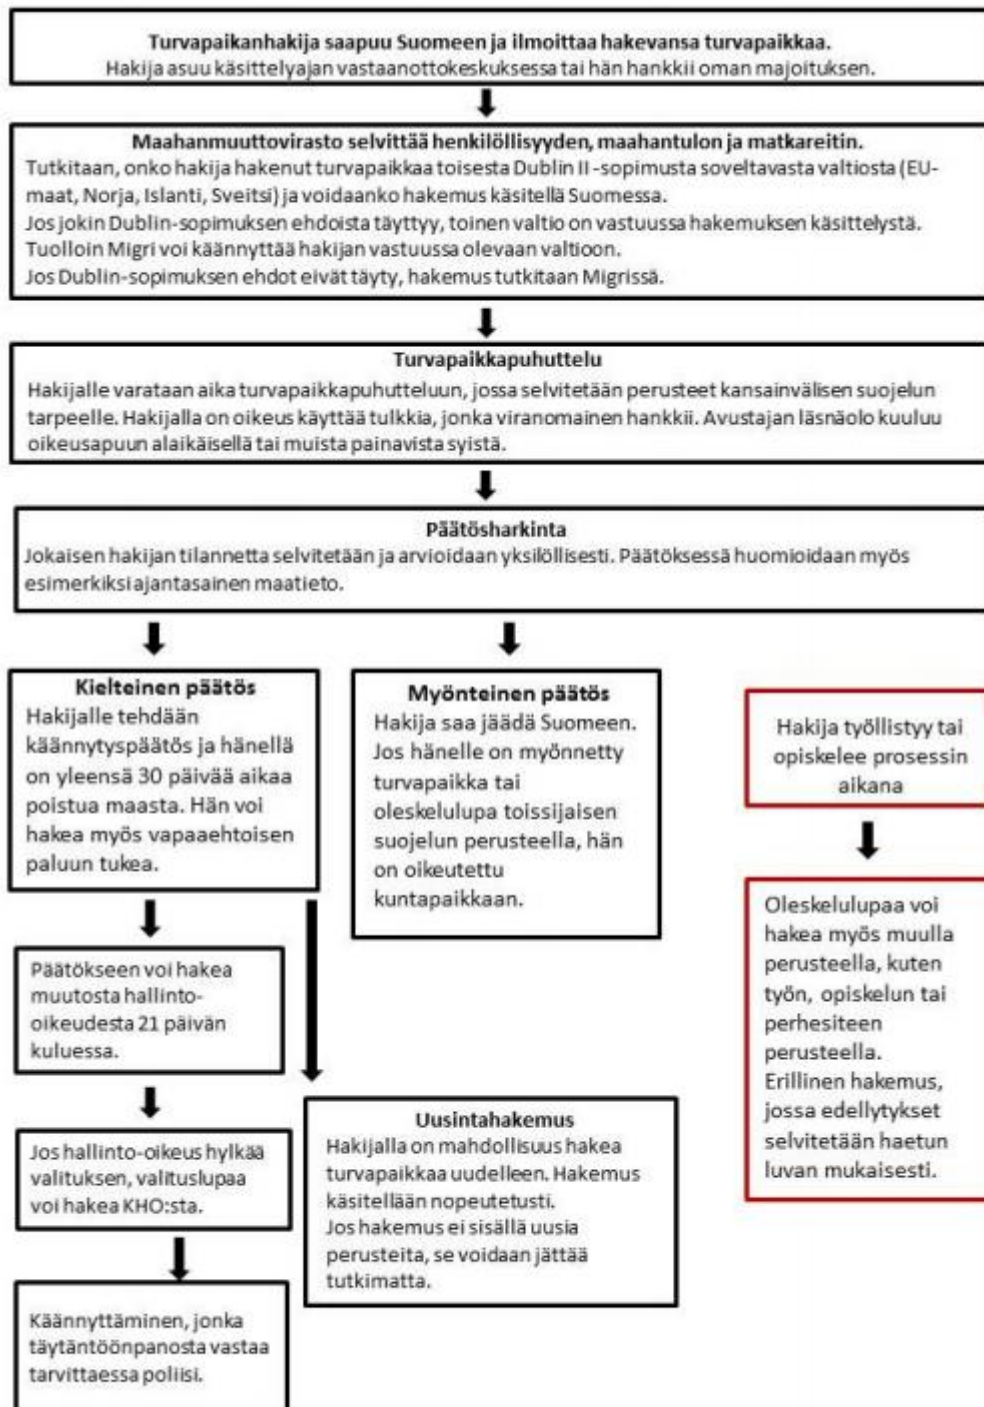 Turvapaikanhakija saapuu Suomeen ja ilmoittaa hakevansa turvapaikkaa.
Hakija asuu käsittelyajan vastaanottokeskuksessa tai hän hankkii oman majoituksen.
Maahanmuuttovirasto selvittää henkilöllisyyden, maahantulon ja matkareitin.
Tutkitaan, onko hakija hakenut turvapaikkaa toisesta Dublin II -sopimusta soveltavasta valtiosta (EU-
maat, Norja, Islanti, Sveitsi) ja voidaanko hakemus käsitellä Suomessa.
Jos jokin Dublin-sopimuksen ehdoista täyttyy, toinen valtio on vastuussa hakemuksen käsittelystä.
Tuolloin Migri voi käännyttää hakijan vastuussa olevaan valtioon.
Jos Dublin-sopimuksen ehdot eivät täyty, hakemus tutkitaan Migrissä.
Turvapaikkapuhuttelu
Hakijalle varataan aika turvapaikkapuhutteluun, jossa selvitetään perusteet kansainvälisen suojelun
tarpeelle. Hakijalla on oikeus käyttää tulkkia, jonka viranomainen hankkii. Avustajan läsnäolo kuuluu
oikeusapuun alaikäisellä tai muista painavista syistä.
Päätösharkinta
Jokaisen hakijan tilannetta selvitetään ja arvioidaan yksilöllisesti. Päätöksessä huomioidaan myös
esimerkiksi ajantasainen maatieto.
Kielteinen päätös
Hakijalle tehdään
käännytyspäätös ja hänellä
on yleensä 30 päivää aikaa
poistua maasta. Hän voi
hakea myös vapaaehtoisen
paluun tukea.
Myönteinen päätös
Hakija saa jäädä Suomeen.
Jos hänelle on myönnetty
turvapaikka tai
oleskelulupa toissijaisen
suojelun perusteella, hän
on oikeutettu
kuntapaikkaan.
Hakija työllistyy tai
opiskelee prosessin
aikana
Oleskelulupaa voi
hakea myös muulla
perusteella, kuten
työn, opiskelun tai
perhesiteen
perusteella.
Erillinen hakemus,
jossa edellytykset
selvitetään haetun
luvan mukaisesti.
Päätökseen voi hakea
muutosta hallinto-
oikeudesta 21 päivän
kuluessa.
Jos hallinto-oikeus hylkää
valituksen, valituslupaa
voi hakea KHO:sta.
Uusintahakemus
Hakijalla on mahdollisuus hakea
turvapaikkaa uudelleen. Hakemus
käsitellään nopeutetusti.
Jos hakemus ei sisällä uusia
perusteita, se voidaan jättää
tutkimatta.
Käännyttäminen, jonka
täytäntöönpanosta vastaa
tarvittaessa poliisi.